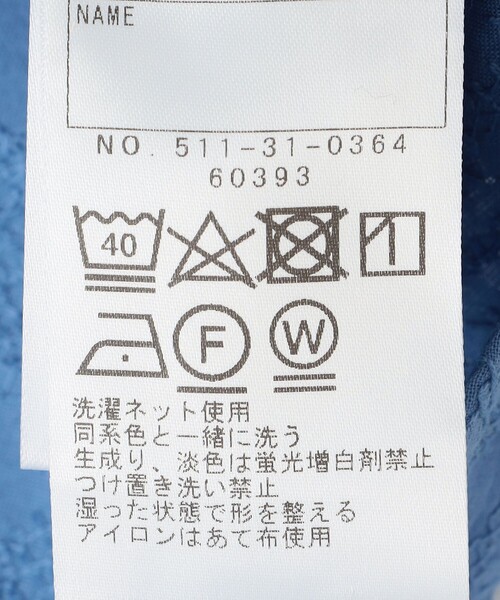 NAME
NO. 511-31-0364
60393
40
F W
洗濯ネット使用
同系色と一緒に洗う
生成り、淡色は蛍光増白剤禁止
つけ置き洗い禁止
湿った状態で形を整える
アイロンはあて布使用